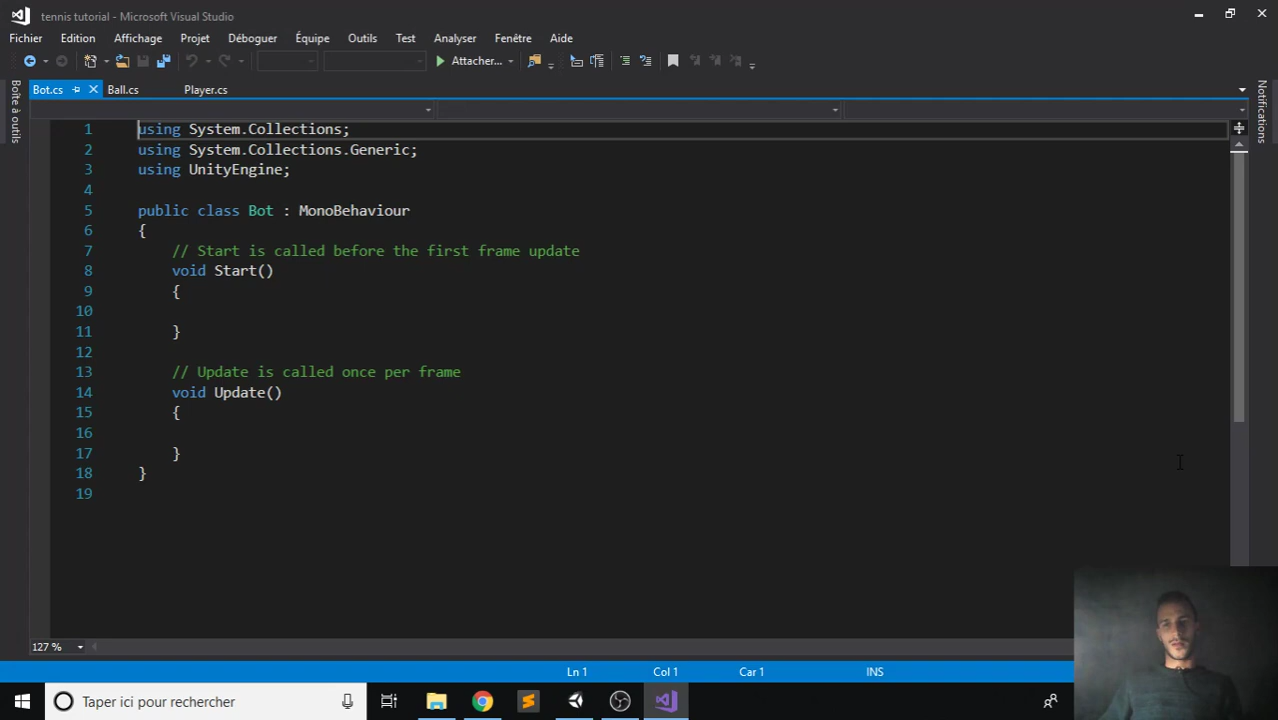 tennis tutorial - Microsoft Visual Studio
Fichier Edition Affichage Projet Déboguer Équipe Outils Test Analyser Fenêtre Aide
Attacher...
Bot.cs Ball.cs Player.cs
Boîte à outils
Notifications
1 using System.Collections;
2 using System.Collections.Generic;
3 using UnityEngine;
4
5 public class Bot : MonoBehaviour
6 {
7 // Start is called before the first frame update
8 void Start()
9 {
10
11 }
12
13 // Update is called once per frame
14 void Update()
15 {
16
17 }
18 }
19
127 %
Ln 1 Col 1 Car 1 INS
Taper ici pour rechercher